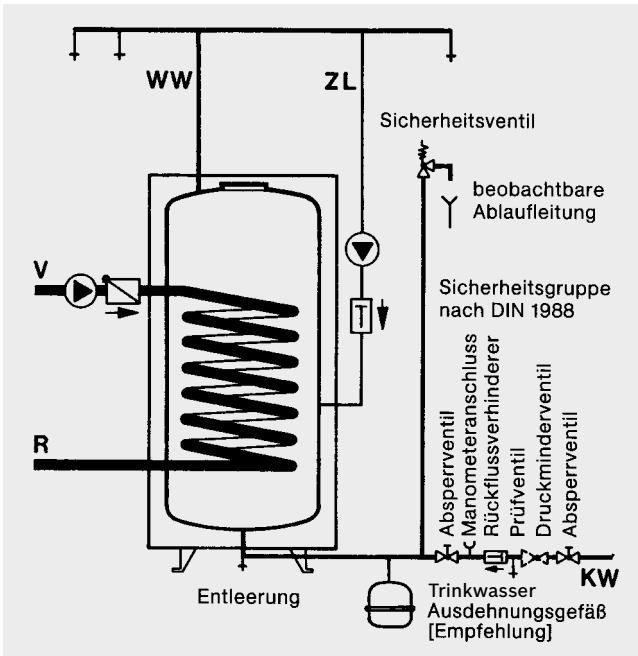 WW
ZL
Sicherheitsventil
beobachtbare
Ablaufleitung
V
Sicherheitsgruppe
nach DIN 1988
R
Absperrventil
Manometeranschluss
Rückflussverhinderer
Prüfventil
Druckminderventil
Absperrventil
KW
Entleerung
Trinkwasser
Ausdehnungsgefäß
[Empfehlung]